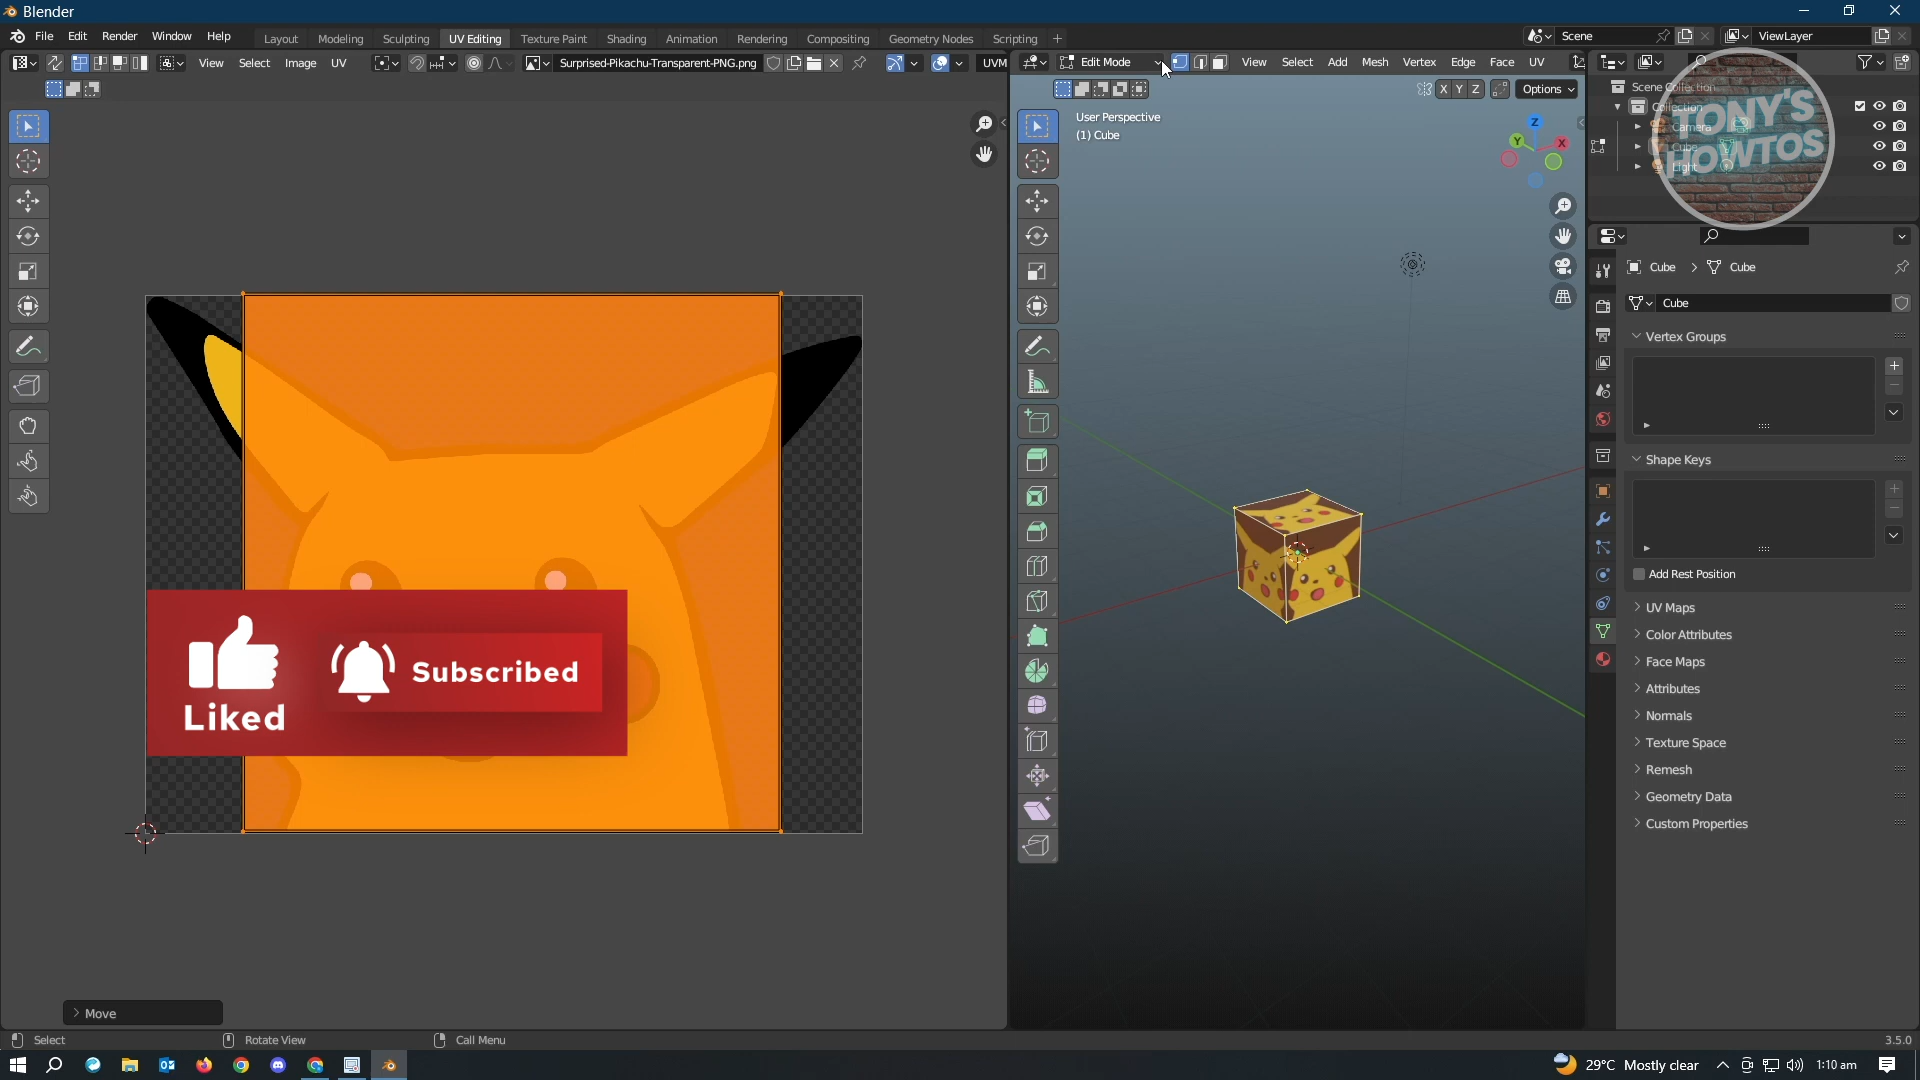 Blender
File Edit Render Window Help Layout Modeling Sculpting UV Editing Texture Paint Shading Animation Rendering Compositing Geometry Nodes Scripting + Scene ViewLayer
View Select Image UV Surprised-Pikachu-Transparent-PNG.png UVM Edit Mode View Select Add Mesh Vertex Edge Face UV
X Y Z Options
Scene Collection
Collection
Camera
Cube
Light
TONY'S
HOWTOS
User Perspective
(1) Cube
Z
Y
X
Cube > Cube
Cube
Vertex Groups
Shape Keys
Add Rest Position
UV Maps
Color Attributes
Face Maps
Attributes
Normals
Texture Space
Remesh
Geometry Data
Custom Properties
Liked
Subscribed
> Move
Select Rotate View Call Menu 3.5.0
29°C Mostly clear 1:10 am